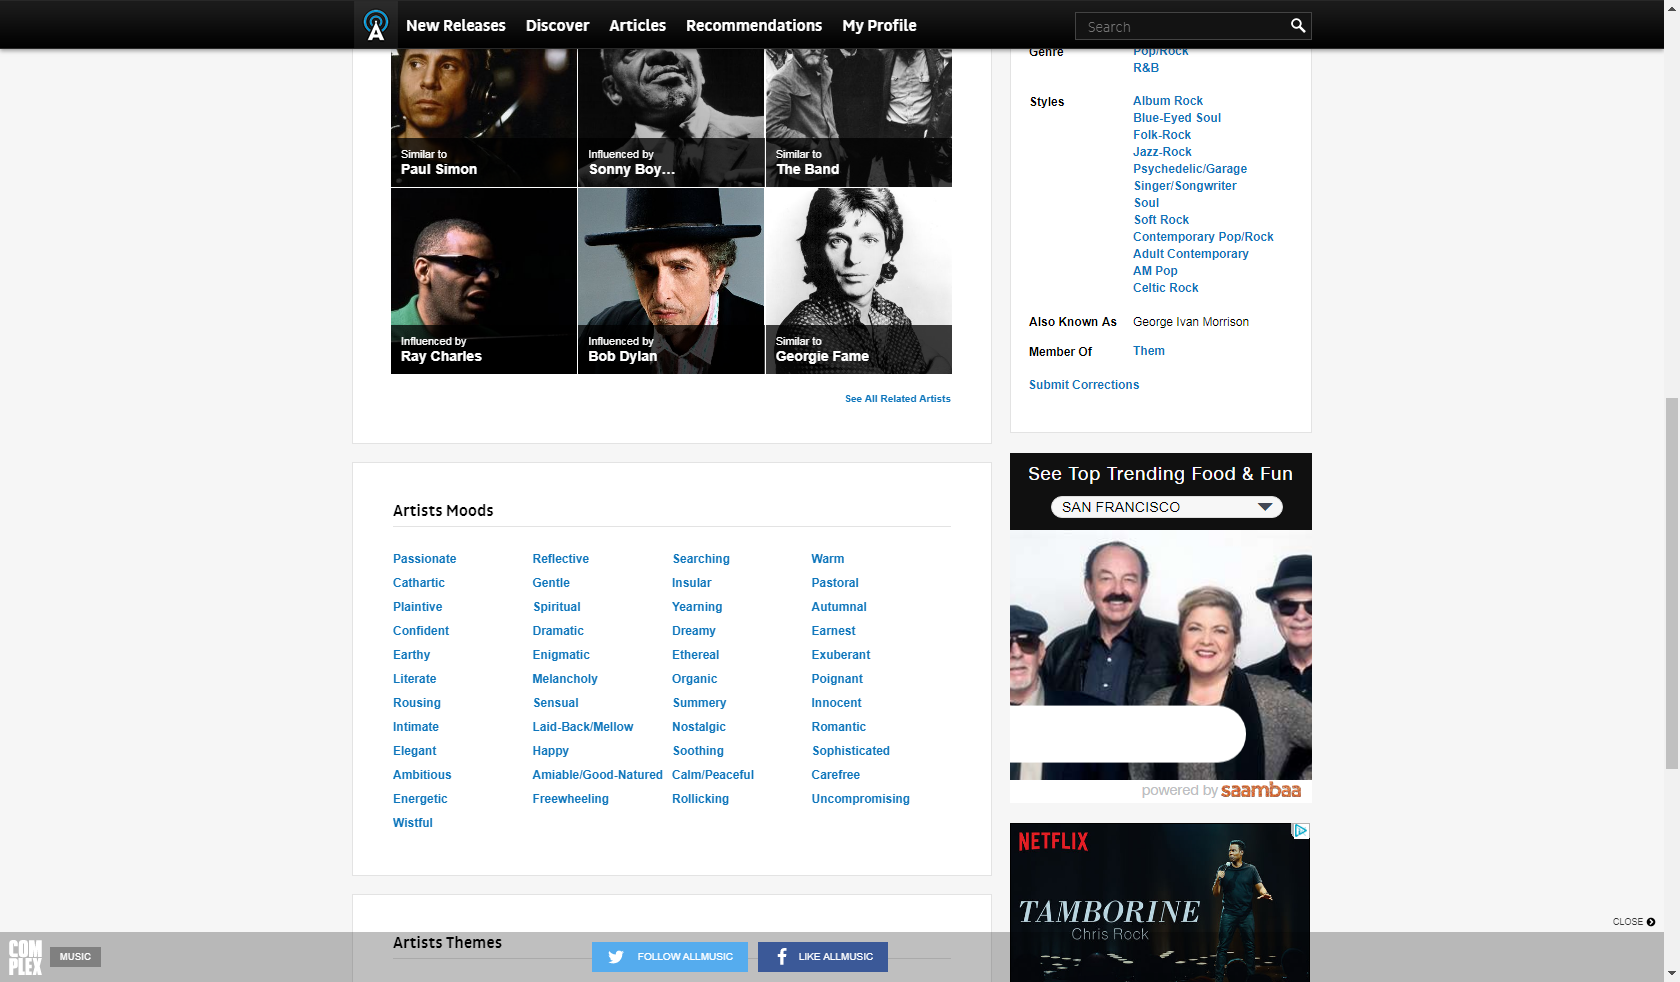 New Releases Discover Articles Recommendations My Profile Search
Similar to
Paul Simon
Influenced by
Sonny Boy...
Similar to
The Band
Influenced by
Ray Charles
Influenced by
Bob Dylan
Similar to
Georgie Fame
See All Related Artists
Genre Pop/Rock
R&B
Styles Album Rock
Blue-Eyed Soul
Folk-Rock
Jazz-Rock
Psychedelic/Garage
Singer/Songwriter
Soul
Soft Rock
Contemporary Pop/Rock
Adult Contemporary
AM Pop
Celtic Rock
Also Known As George Ivan Morrison
Member Of Them
Submit Corrections
Artists Moods
Passionate Reflective Searching Warm
Cathartic Gentle Insular Pastoral
Plaintive Spiritual Yearning Autumnal
Confident Dramatic Dreamy Earnest
Earthy Enigmatic Ethereal Exuberant
Literate Melancholy Organic Poignant
Rousing Sensual Summery Innocent
Intimate Laid-Back/Mellow Nostalgic Romantic
Elegant Happy Soothing Sophisticated
Ambitious Amiable/Good-Natured Calm/Peaceful Carefree
Energetic Freewheeling Rollicking Uncompromising
Wistful
See Top Trending Food & Fun
SAN FRANCISCO
powered by saambaa
NETFLIX
TAMBORINE
Chris Rock
Artists Themes
CLOSE
COM
PLEX
MUSIC
FOLLOW ALLMUSIC
LIKE ALLMUSIC